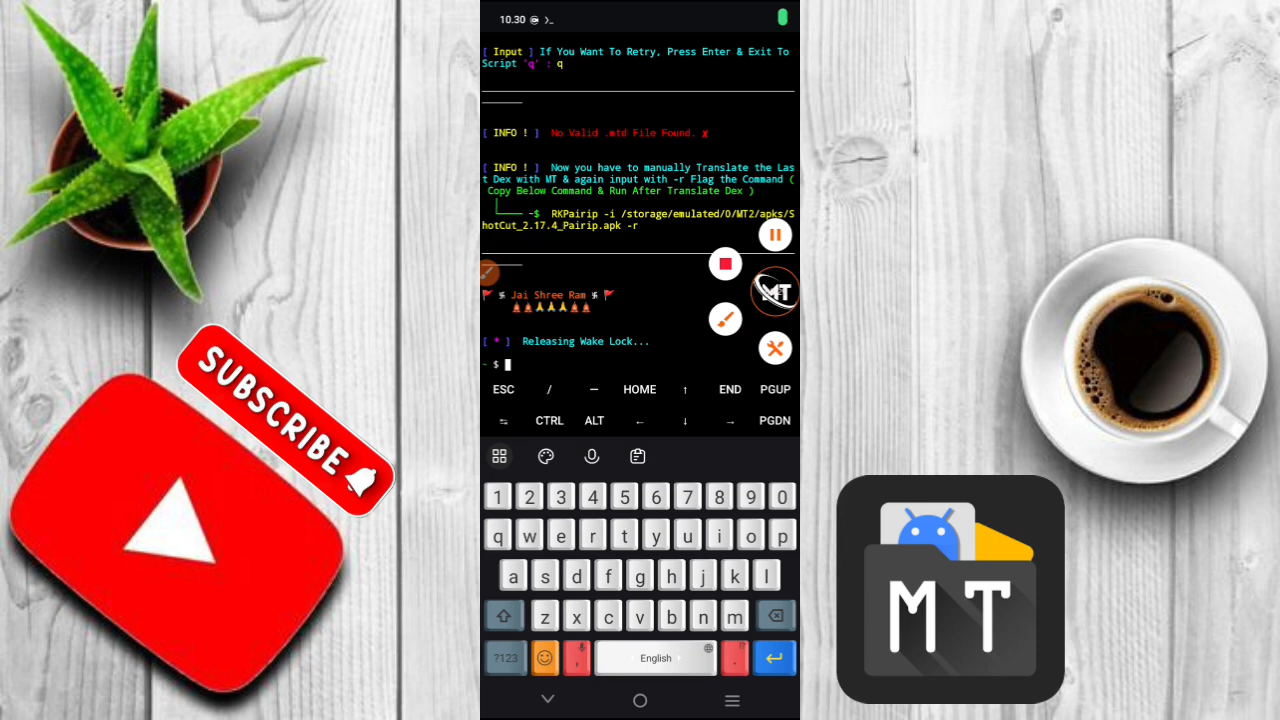 10.30
[ Input ] If You Want To Retry, Press Enter & Exit To
Script 'q' : q
[ INFO ! ] No Valid .mtd File Found. ✘
[ INFO ! ] Now you have to manually Translate the Las
t Dex with MT & again input with -r Flag the Command (
Copy Below Command & Run After Translate Dex )
~$ RKPairip -i /storage/emulated/0/MT2/apks/S
hotCut_2.17.4_Pairip.apk -r
🚩 ࿗ Jai Shree Ram ࿗ 🚩
🛕🛕🙏🙏🙏🛕🛕
[ * ] Releasing Wake Lock...
~ $
MT
ESC / — HOME ↑ END PGUP
⇆ CTRL ALT ← ↓ → PGDN
1 2 3 4 5 6 7 8 9 0
q w e r t y u i o p
a s d f g h j k l
z x c v b n m
?123 , English .
SUBSCRIBE
MT